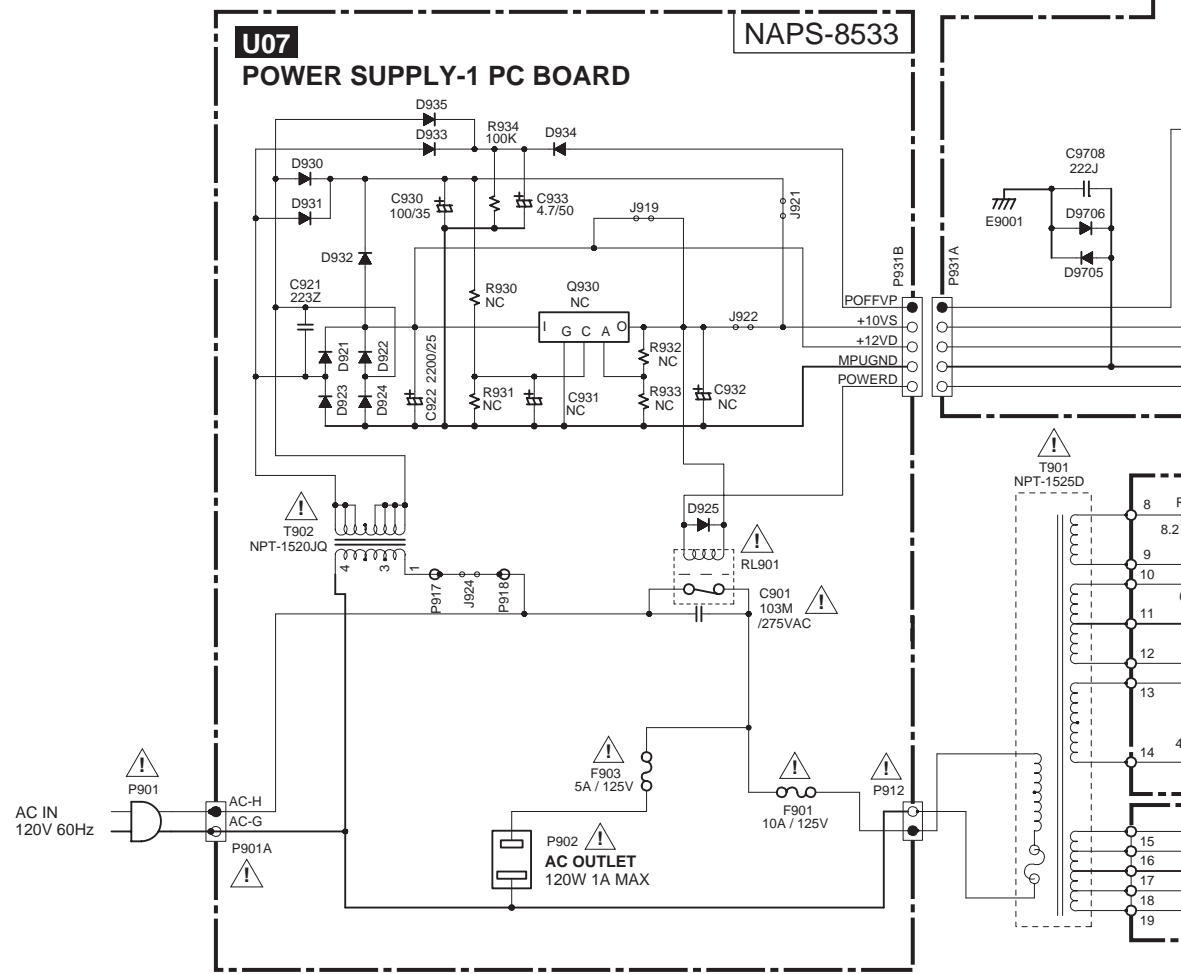 U07
NAPS-8533
POWER SUPPLY-1 PC BOARD
D935
D933
R934
100K
D934
D930
D931
C930
100/35
C933
4.7/50
J919
J921
D932
C921
223Z
R930
NC
Q930
NC
I G C A O
J922
D921
D922
D923
D924
C922 2200/25
R931
NC
C931
NC
R932
NC
R933
NC
C932
NC
P931B
P931A
POFFVP
+10VS
+12VD
MPUGND
POWERD
C9708
222J
E9001
D9706
D9705
!
T902
NPT-1520JQ
4
3
1
P917
J924
P918
D925
!
RL901
C901
103M
/275VAC
!
!
T901
NPT-1525D
8
8.2
9
10
11
12
13
14
4
15
16
17
18
19
!
F903
5A / 125V
!
F901
10A / 125V
!
P912
!
P901
AC IN
120V 60Hz
AC-H
AC-G
P901A
!
P902
!
AC OUTLET
120W 1A MAX